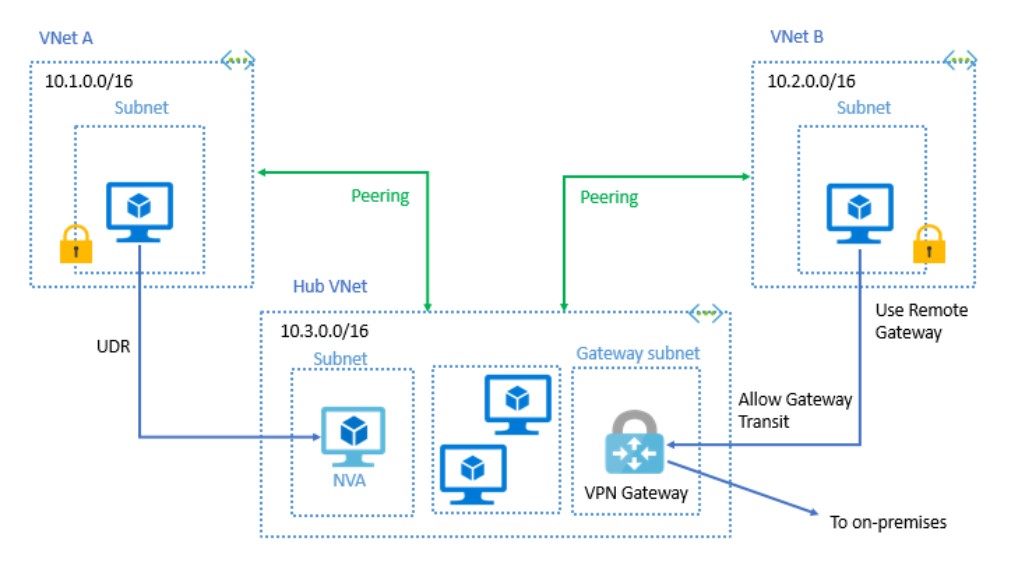 VNet A
VNet B
10.1.0.0/16
10.2.0.0/16
Subnet
Subnet
Peering
Peering
Hub VNet
UDR
Use Remote
Gateway
10.3.0.0/16
Subnet
Gateway subnet
Allow Gateway
Transit
NVA
VPN Gateway
To on-premises